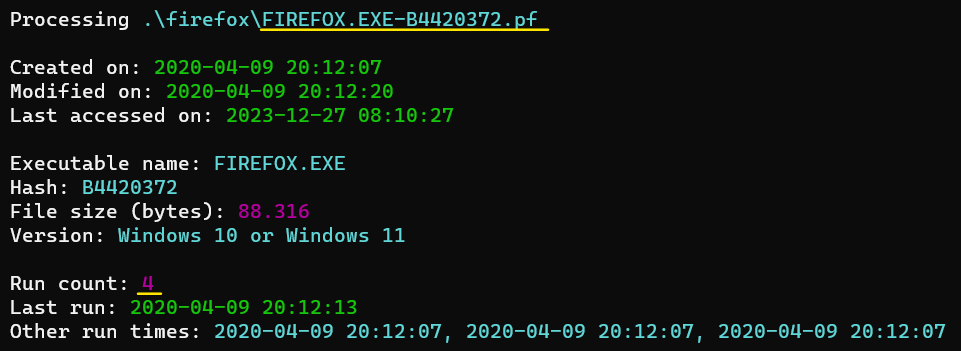 Processing .\firefox\FIREFOX.EXE-B4420372.pf
Created on: 2020-04-09 20:12:07
Modified on: 2020-04-09 20:12:20
Last accessed on: 2023-12-27 08:10:27
Executable name: FIREFOX.EXE
Hash: B4420372
File size (bytes): 88.316
Version: Windows 10 or Windows 11
Run count: 4
Last run: 2020-04-09 20:12:13
Other run times: 2020-04-09 20:12:07, 2020-04-09 20:12:07, 2020-04-09 20:12:07